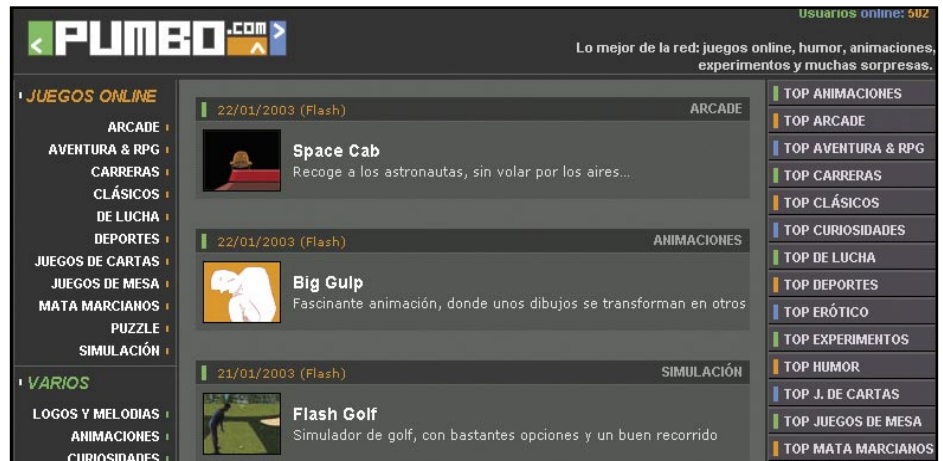 PUMBO.com
Usuarios online: 502
Lo mejor de la red: juegos online, humor, animaciones,
experimentos y muchas sorpresas.
JUEGOS ONLINE
ARCADE
AVENTURA & RPG
CARRERAS
CLÁSICOS
DE LUCHA
DEPORTES
JUEGOS DE CARTAS
JUEGOS DE MESA
MATA MARCIANOS
PUZZLE
SIMULACIÓN
VARIOS
LOGOS Y MELODIAS
ANIMACIONES
CURIOSIDADES
22/01/2003 (Flash)
ARCADE
Space Cab
Recoge a los astronautas, sin volar por los aires...
22/01/2003 (Flash)
ANIMACIONES
Big Gulp
Fascinante animación, donde unos dibujos se transforman en otros
21/01/2003 (Flash)
SIMULACIÓN
Flash Golf
Simulador de golf, con bastantes opciones y un buen recorrido
TOP ANIMACIONES
TOP ARCADE
TOP AVENTURA & RPG
TOP CARRERAS
TOP CLÁSICOS
TOP CURIOSIDADES
TOP DE LUCHA
TOP DEPORTES
TOP ERÓTICO
TOP EXPERIMENTOS
TOP HUMOR
TOP J. DE CARTAS
TOP JUEGOS DE MESA
TOP MATA MARCIANOS